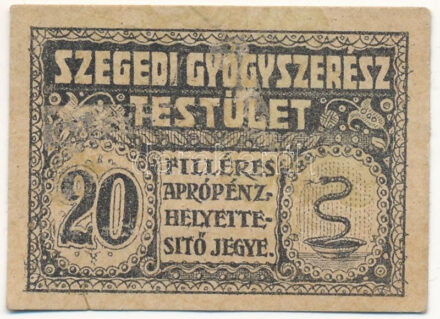 SZEGEDI GYÓGYSZERÉSZ
TESTÜLET
20
FILLÉRES
APRÓPÉNZ-
HELYETTE-
SITŐ JEGYE.